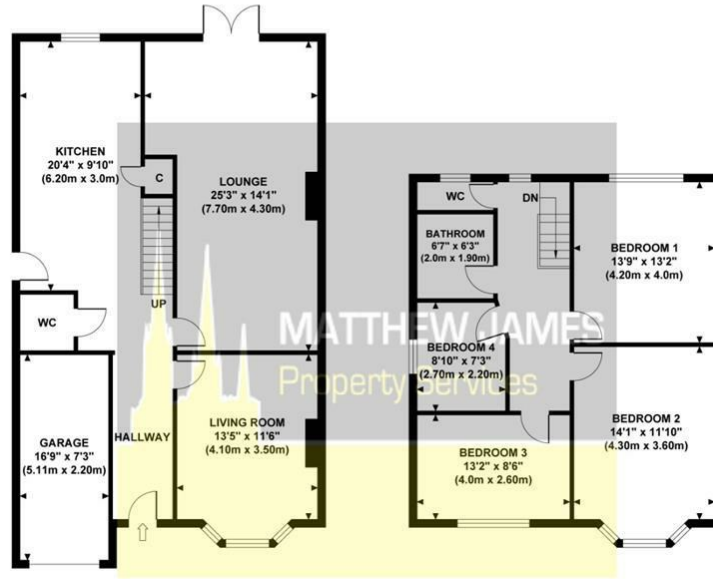 KITCHEN
20'4" x 9'10"
(6.20m x 3.0m)
C
LOUNGE
25'3" x 14'1"
(7.70m x 4.30m)
UP
WC
GARAGE
16'9" x 7'3"
(5.11m x 2.20m)
HALLWAY
LIVING ROOM
13'5" x 11'6"
(4.10m x 3.50m)
WC
DN
BATHROOM
6'7" x 6'3"
(2.0m x 1.90m)
BEDROOM 1
13'9" x 13'2"
(4.20m x 4.0m)
BEDROOM 4
8'10" x 7'3"
(2.70m x 2.20m)
BEDROOM 2
14'1" x 11'10"
(4.30m x 3.60m)
BEDROOM 3
13'2" x 8'6"
(4.0m x 2.60m)
MATTHEW JAMES
Property Services